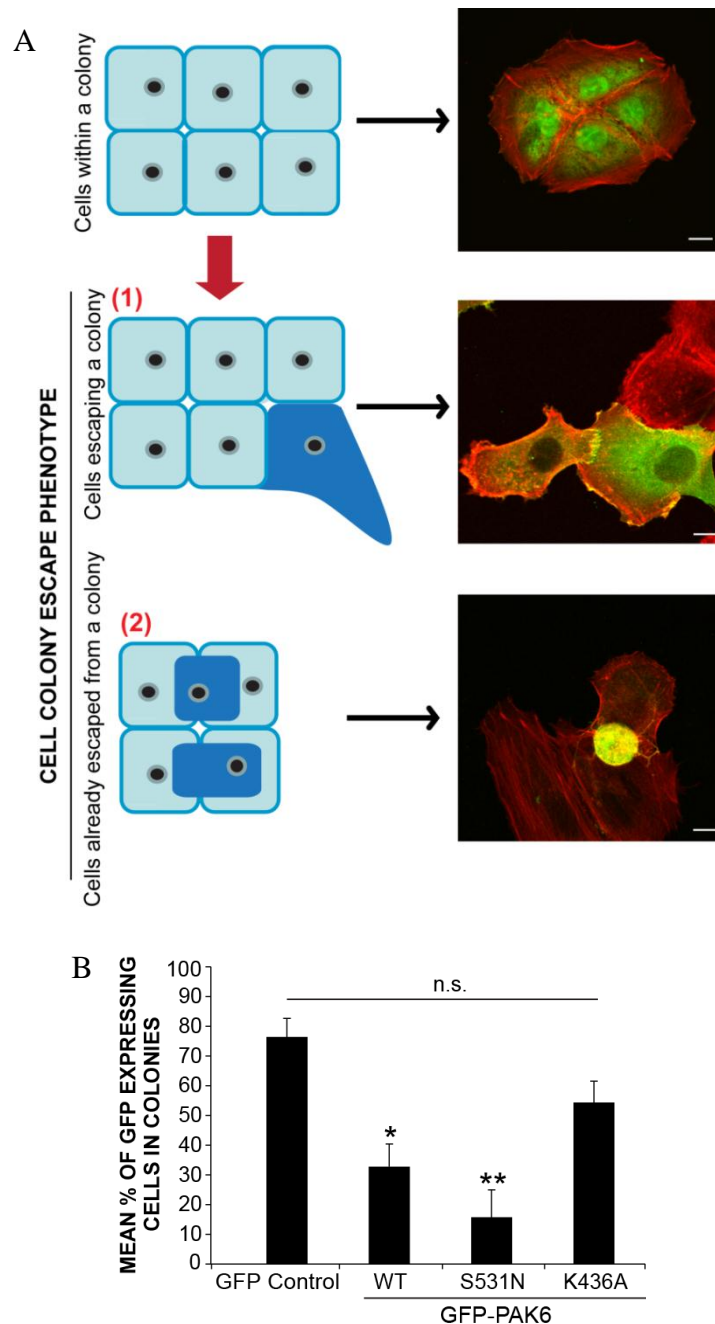 A
Cells within a colony
CELL COLONY ESCAPE PHENOTYPE
(1)
Cells escaping a colony
(2)
Cells already escaped from a colony
B
MEAN % OF GFP EXPRESSING
CELLS IN COLONIES
100
90
80
70
60
50
40
30
20
10
0
n.s.
*
**
GFP Control WT S531N K436A
GFP-PAK6